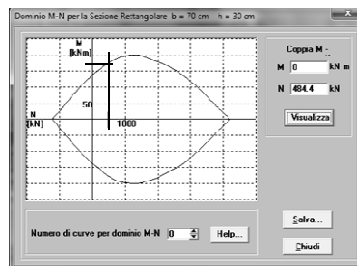 Dominio M-N per la Sezione Rettangolare b = 70 cm h = 30 cm
M
[kNm]
50
N
[kN]
1000
Coppia M -
M 0 kN m
N 484.4 kN
Visualizza
Numero di curve per dominio M-N 0 Help...
Salva...
Chiudi